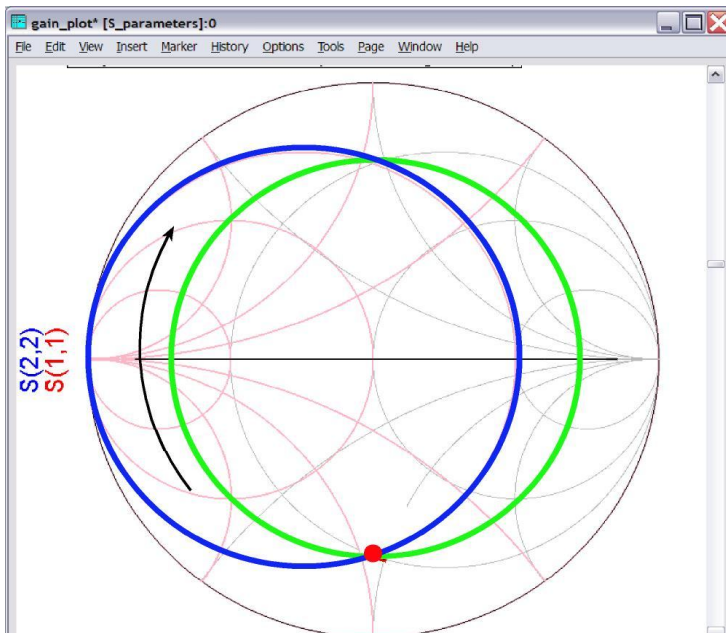 gain_plot* [S_parameters]:0
File Edit View Insert Marker History Options Tools Page Window Help
S(2,2)
S(1,1)